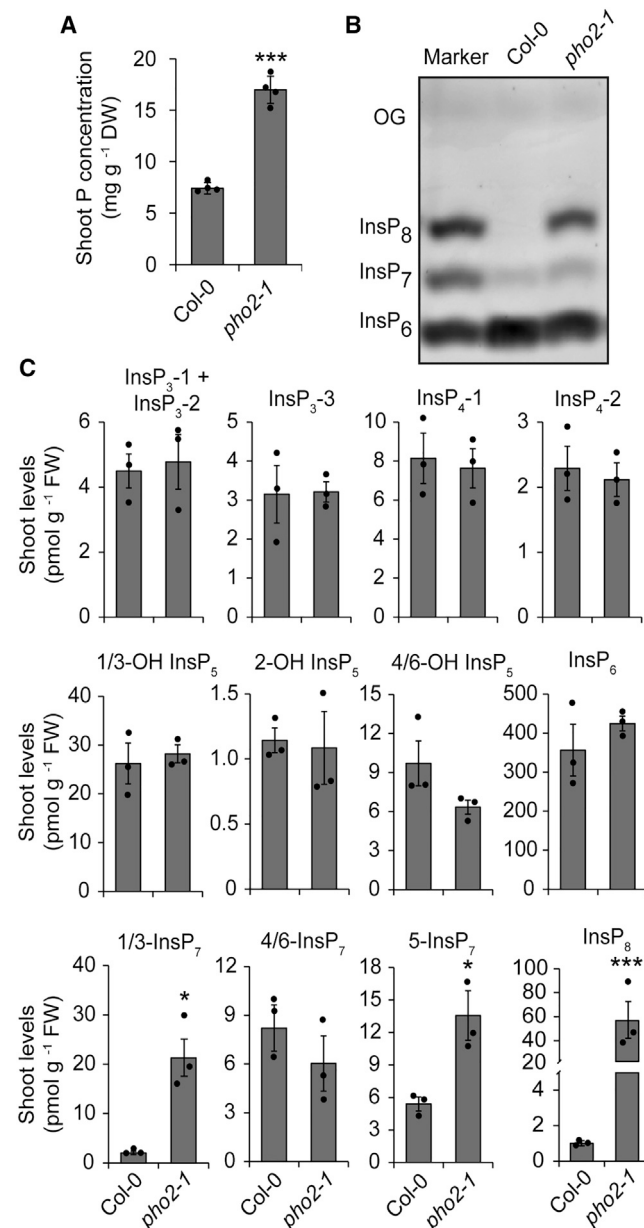 A
Shoot P concentration
(mg g ⁻¹ DW)
20
15
10
5
0
***
Col-0
pho2-1
B
Marker
Col-0
pho2-1
OG
InsP₈
InsP₇
InsP₆
C
Shoot levels
(pmol g ⁻¹ FW)
InsP₃-1 +
InsP₃-2
6
4
2
0
InsP₃-3
5
4
3
2
1
0
InsP₄-1
10
8
6
4
2
0
InsP₄-2
3
2
1
0
Shoot levels
(pmol g ⁻¹ FW)
1/3-OH InsP₅
40
30
20
10
0
2-OH InsP₅
1.5
1.0
0.5
0
4/6-OH InsP₅
15
12
9
6
3
0
InsP₆
500
400
300
200
100
0
Shoot levels
(pmol g ⁻¹ FW)
1/3-InsP₇
40
30
20
10
0
*
Col-0
pho2-1
4/6-InsP₇
12
9
6
3
0
Col-0
pho2-1
5-InsP₇
18
15
12
9
6
3
0
*
Col-0
pho2-1
InsP₈
100
80
60
40
20
6
4
2
0
***
Col-0
pho2-1